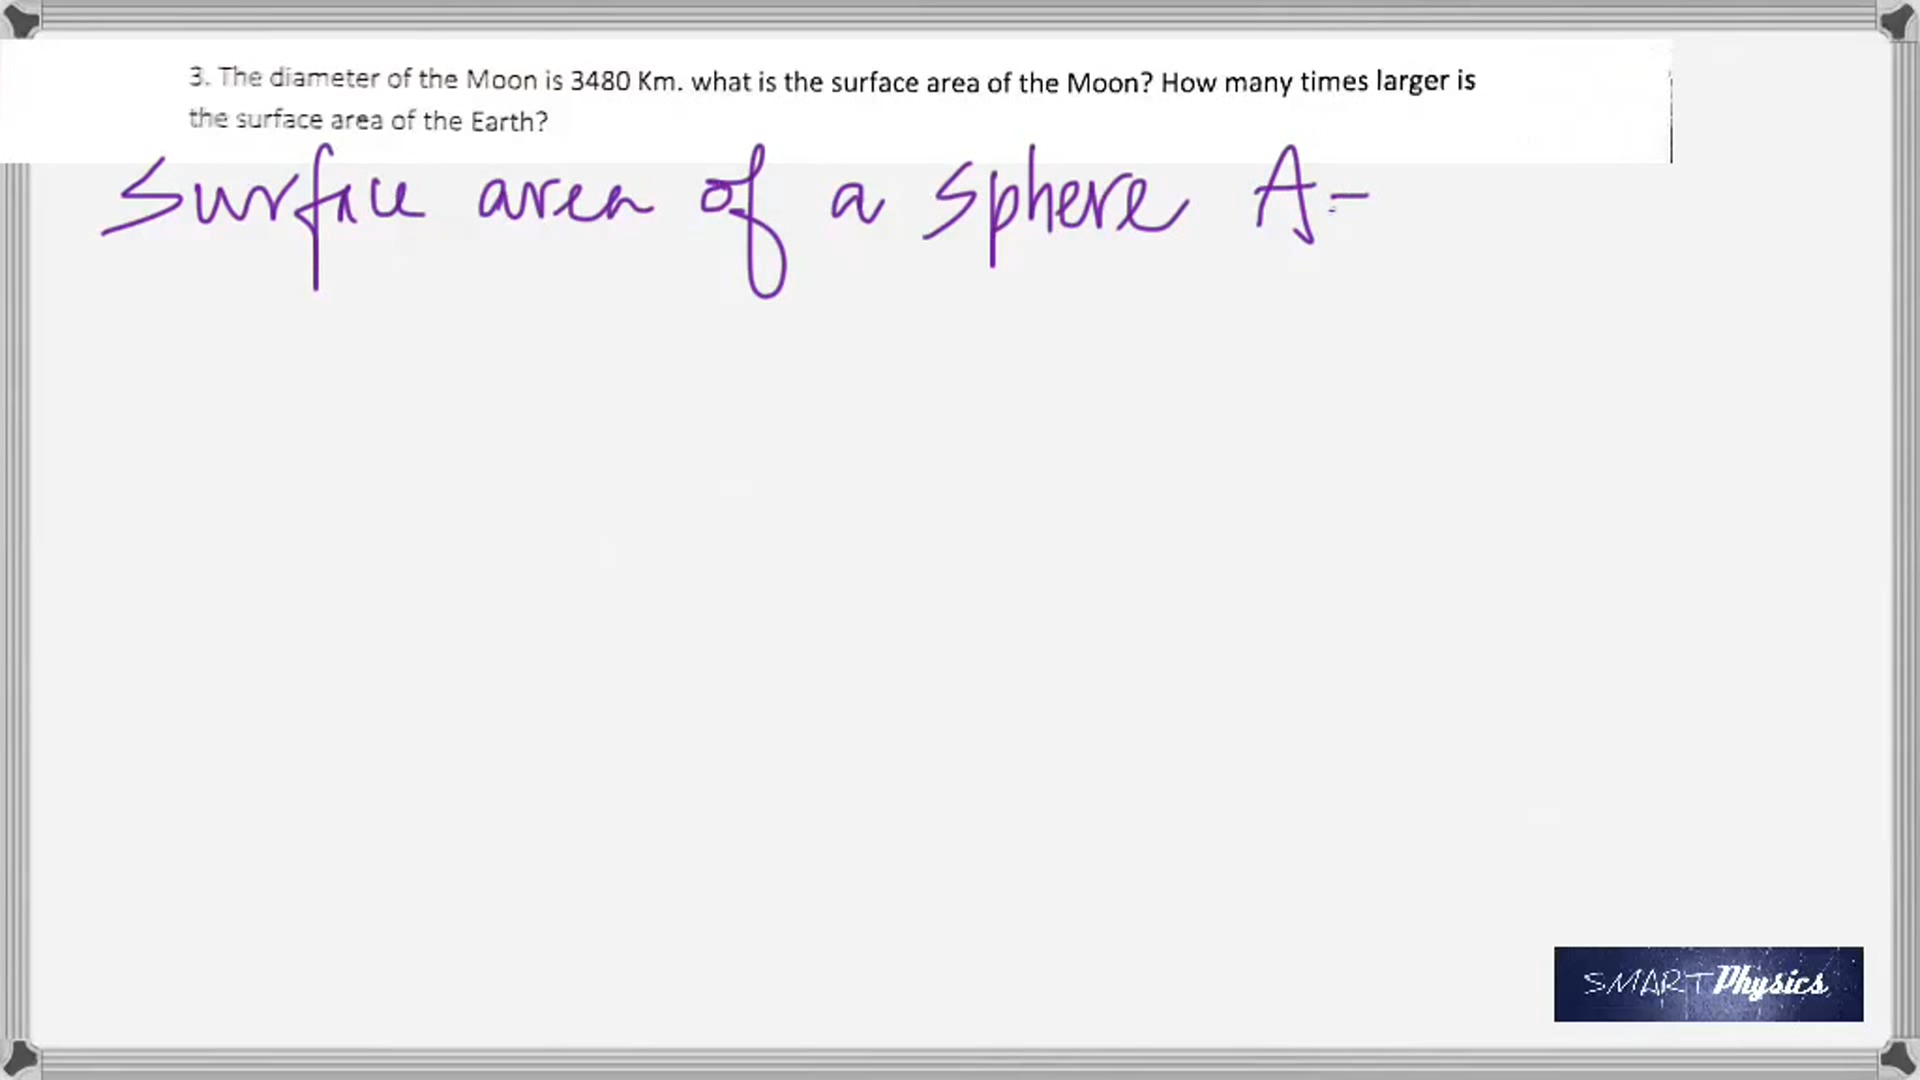 3. The diameter of the Moon is 3480 Km. what is the surface area of the Moon? How many times larger is
the surface area of the Earth?
Surface area of a sphere A=
SMART Physics